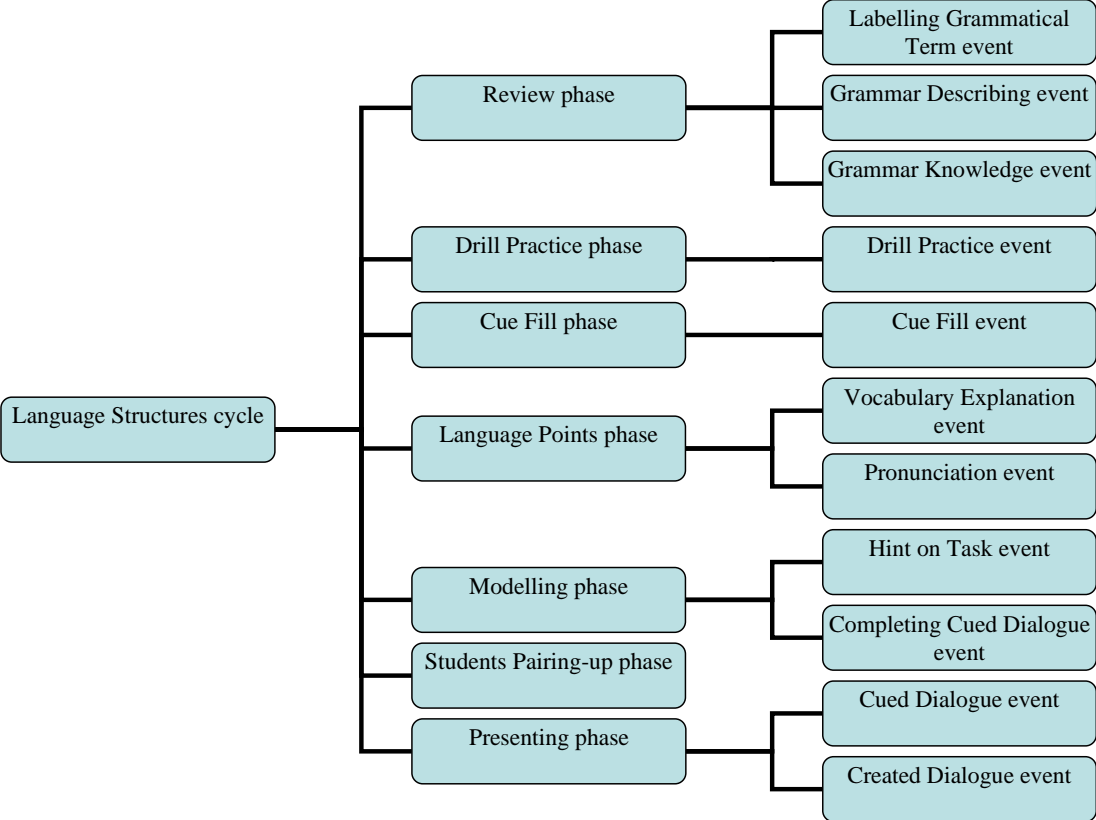 Labelling Grammatical
Term event
Review phase
Grammar Describing event
Grammar Knowledge event
Drill Practice phase
Drill Practice event
Cue Fill phase
Cue Fill event
Language Structures cycle
Language Points phase
Vocabulary Explanation
event
Pronunciation event
Modelling phase
Hint on Task event
Completing Cued Dialogue
event
Students Pairing-up phase
Presenting phase
Cued Dialogue event
Created Dialogue event